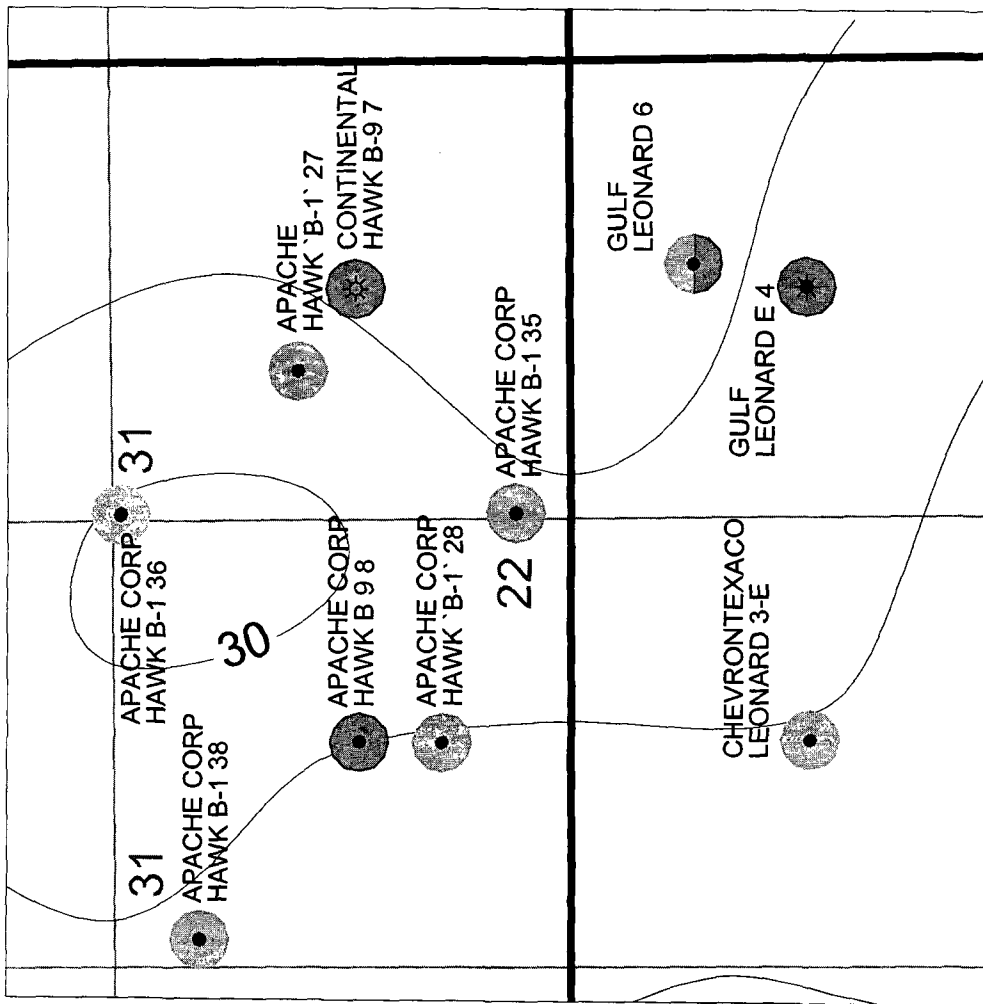 APACHE CORP
HAWK B-1 38
31
APACHE CORP
HAWK B-1 36
31
30
APACHE CORP
HAWK B 9 8
APACHE CORP
HAWK `B-1` 28
22
APACHE CORP
HAWK B-1 35
APACHE
HAWK `B-1` 27
CONTINENTAL
HAWK B-9 7
CHEVRONTEXACO
LEONARD 3-E
GULF
LEONARD E 4
GULF
LEONARD 6